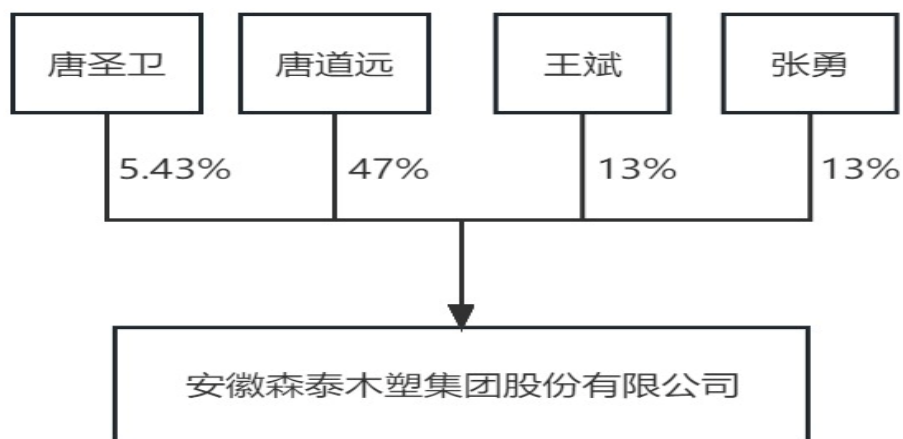 唐圣卫
唐道远
王斌
张勇
5.43%
47%
13%
13%
安徽森泰木塑集团股份有限公司